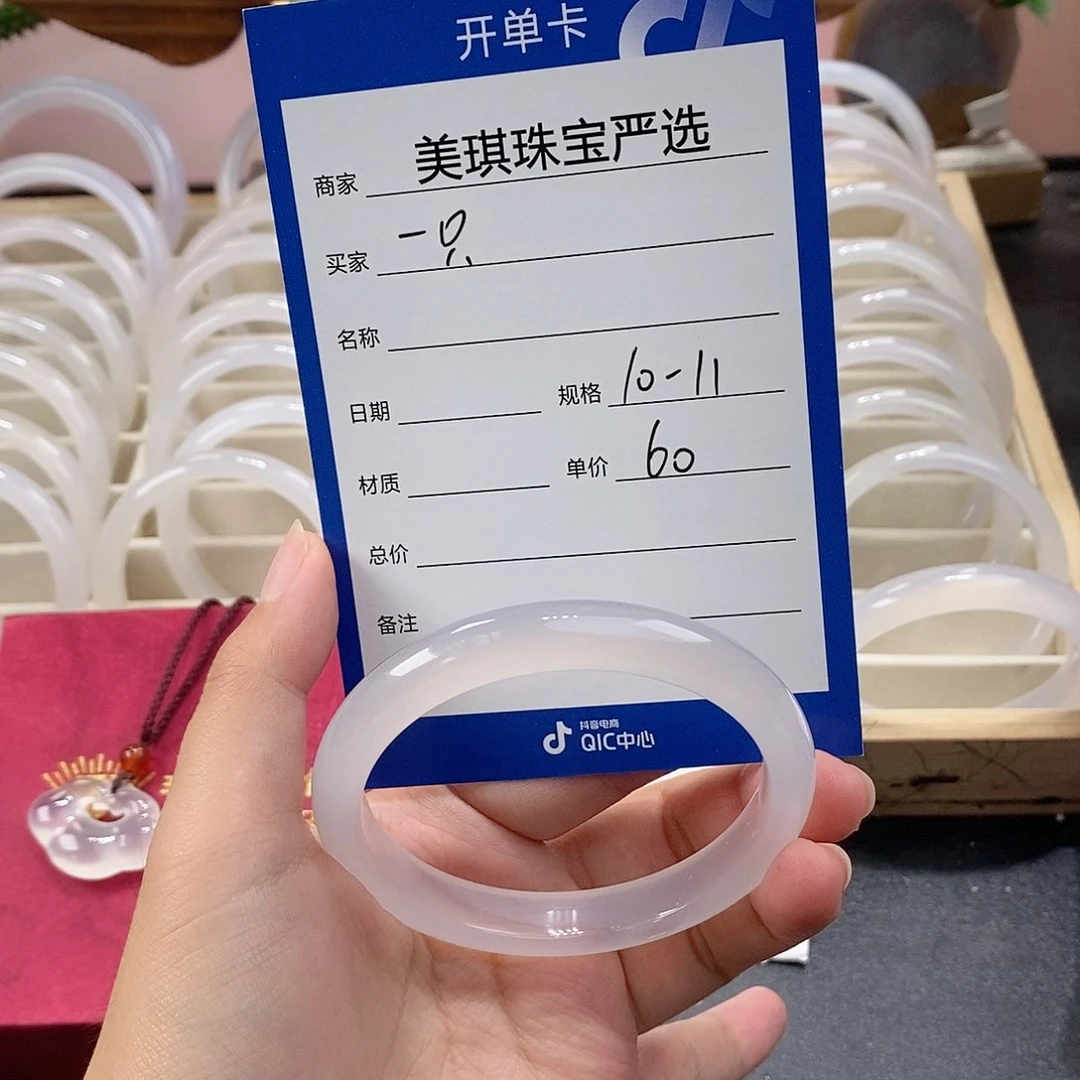 开单卡
商家 美琪珠宝严选
买家 一只
名称
日期 规格 10-11
材质 单价 60
总价
备注
抖音电商
QIC中心